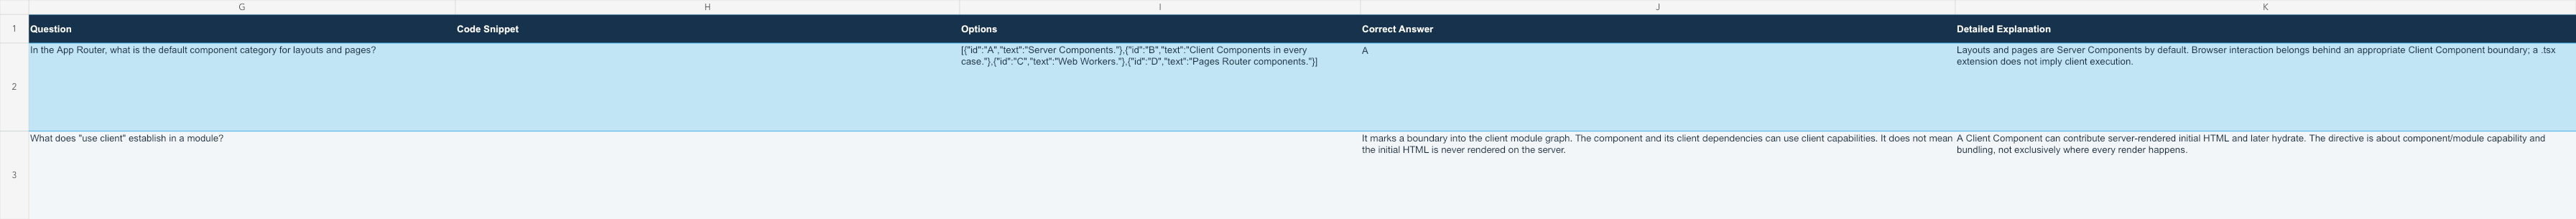 G H I J K
1 Question Code Snippet Options Correct Answer Detailed Explanation
2
In the App Router, what is the default component category for layouts and pages?
[{"id":"A","text":"Server Components."},{"id":"B","text":"Client Components in every
case."},{"id":"C","text":"Web Workers."},{"id":"D","text":"Pages Router components."}]
A
Layouts and pages are Server Components by default. Browser interaction belongs behind an appropriate Client Component boundary; a .tsx
extension does not imply client execution.
3
What does "use client" establish in a module?
It marks a boundary into the client module graph. The component and its client dependencies can use client capabilities. It does not mean
the initial HTML is never rendered on the server.
A Client Component can contribute server-rendered initial HTML and later hydrate. The directive is about component/module capability and
bundling, not exclusively where every render happens.